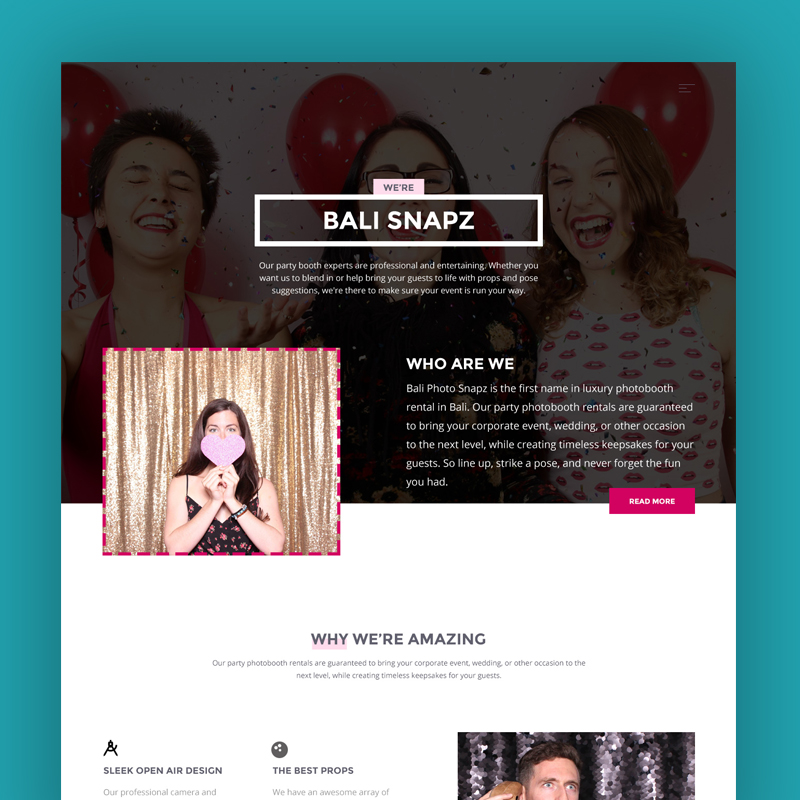 WE'RE
BALI SNAPZ
Our party booth experts are professional and entertaining. Whether you
want us to blend in or help bring your guests to life with props and pose
suggestions, we're there to make sure your event is run your way.
WHO ARE WE
Bali Photo Snapz is the first name in luxury photobooth
rental in Bali. Our party photobooth rentals are guaranteed
to bring your corporate event, wedding, or other occasion
to the next level, while creating timeless keepsakes for your
guests. So line up, strike a pose, and never forget the fun
you had.
READ MORE
WHY WE'RE AMAZING
Our party photobooth rentals are guaranteed to bring your corporate event, wedding, or other occasion to the
next level, while creating timeless keepsakes for your guests.
SLEEK OPEN AIR DESIGN
Our professional camera and
THE BEST PROPS
We have an awesome array of